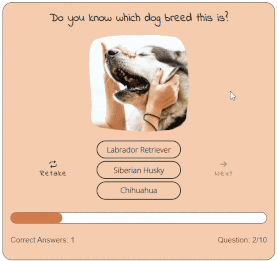 Do you know which dog breed this is?
Labrador Retriever
Siberian Husky
Chihuahua
Retake
Next
Correct Answers: 1
Question: 2/10